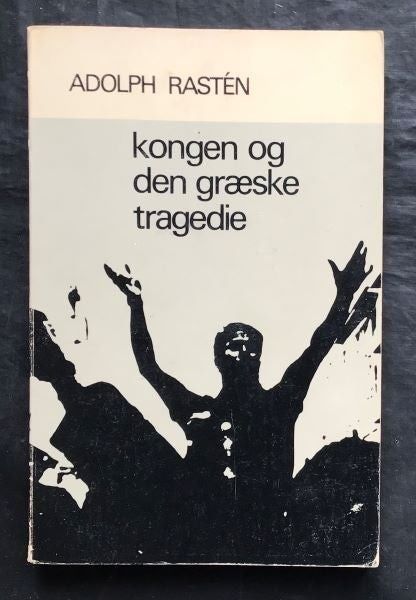 ADOLPH RASTÉN
kongen og
den græske
tragedie